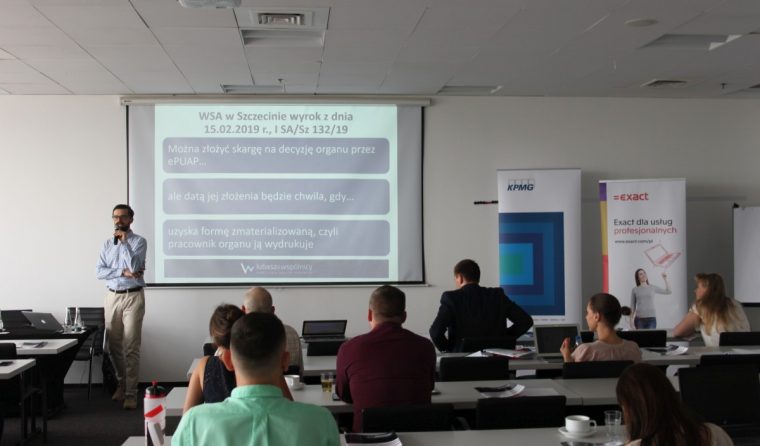 WSA w Szczecinie wyrok z dnia
15.02.2019 r., I SA/Sz 132/19
Można złożyć skargę na decyzję organu przez
ePUAP...
ale datą jej złożenia będzie chwila, gdy...
uzyska formę zmaterializowaną, czyli
pracownik organu ją wydrukuje
lubasziwspólnicy
KPMG
=exact
Exact dla usług
profesjonalnych